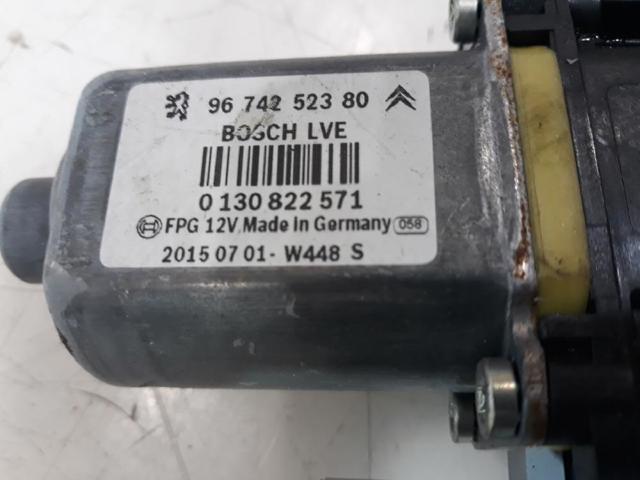 96 742 523 80
BOSCH LVE
0 130 822 571
FPG 12V Made in Germany 058
2015 07 01- W448 S